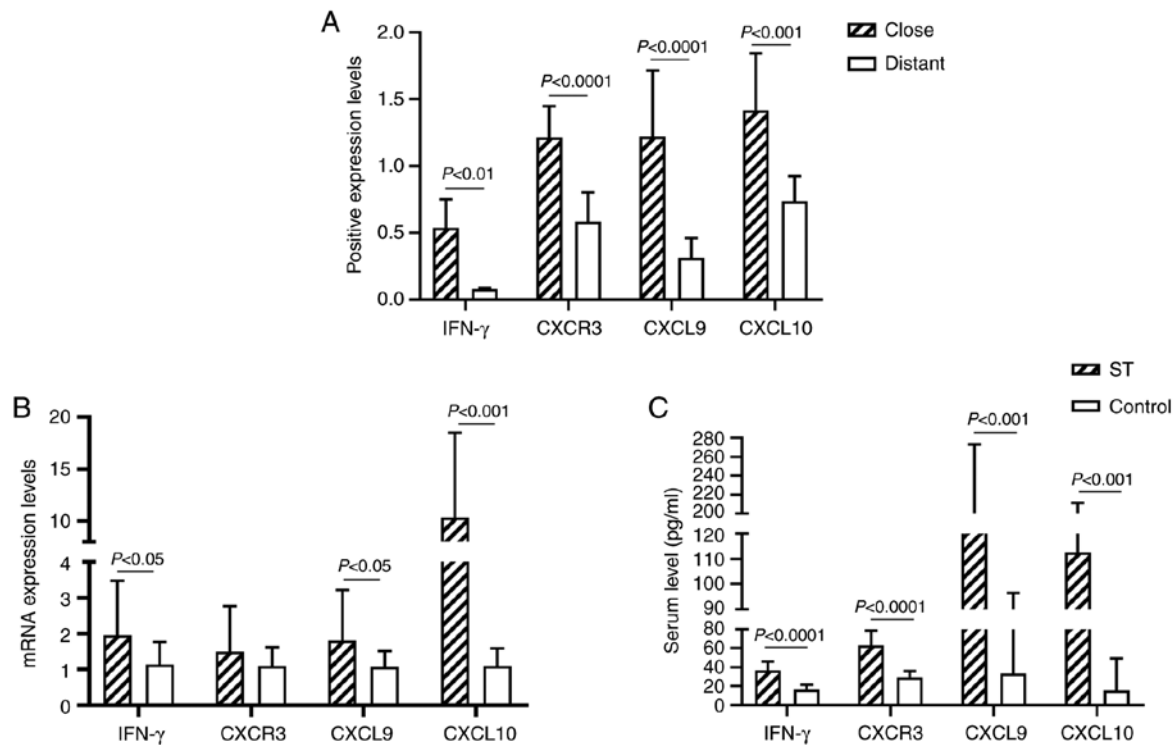 A
Close
Distant
Positive expression levels
2.0
1.5
1.0
0.5
0.0
P<0.01
P<0.0001
P<0.0001
P<0.001
IFN-γ CXCR3 CXCL9 CXCL10
B
mRNA expression levels
20
15
10
5
4
3
2
1
0
P<0.05
P<0.05
P<0.001
IFN-γ CXCR3 CXCL9 CXCL10
C
ST
Control
Serum level (pg/ml)
280
260
240
220
200
120
110
100
90
80
60
40
20
0
P<0.0001
P<0.0001
P<0.001
P<0.001
IFN-γ CXCR3 CXCL9 CXCL10